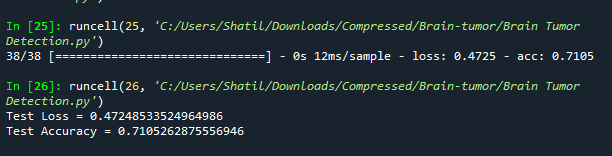 In [25]: runcell(25, 'C:/Users/Shatil/Downloads/Compressed/Brain-tumor/Brain Tumor
Detection.py')
38/38 [==============================] - 0s 12ms/sample - loss: 0.4725 - acc: 0.7105
In [26]: runcell(26, 'C:/Users/Shatil/Downloads/Compressed/Brain-tumor/Brain Tumor
Detection.py')
Test Loss = 0.47248533524964986
Test Accuracy = 0.7105262875556946